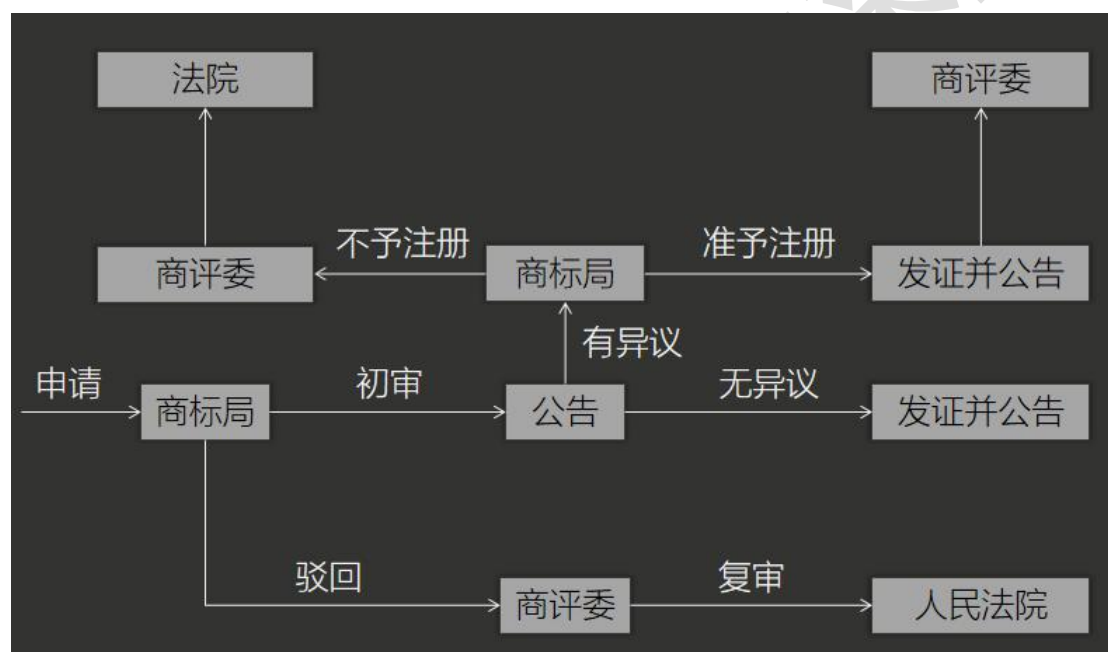 法院
商评委
不予注册
准予注册
商评委
商标局
发证并公告
有异议
申请
初审
无异议
商标局
公告
发证并公告
驳回
复审
商评委
人民法院